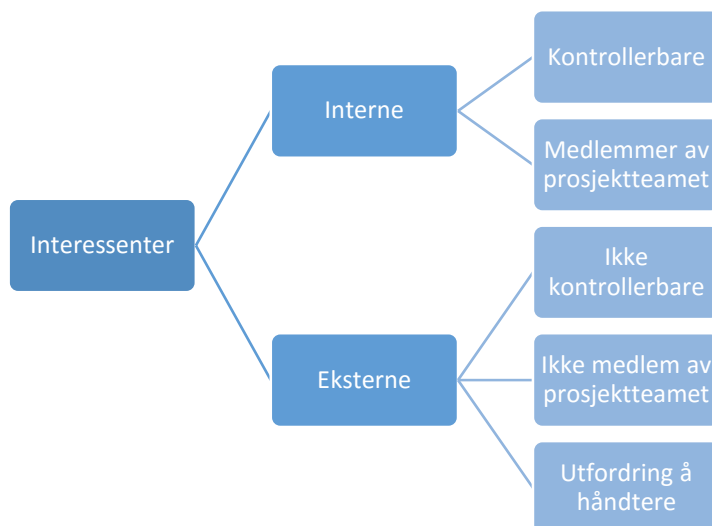 Interessenter
Interne
Kontrollerbare
Medlemmer av
prosjektteamet
Eksterne
Ikke
kontrollerbare
Ikke medlem av
prosjektteamet
Utfordring å
håndtere